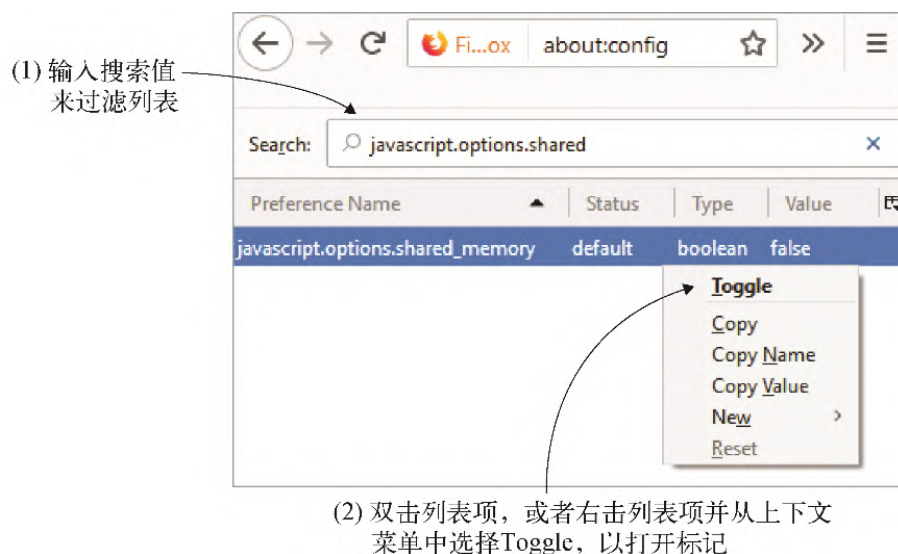 Fi...ox about:config
(1) 输入搜索值
来过滤列表
Search: javascript.options.shared
Preference Name Status Type Value
javascript.options.shared_memory default boolean false
Toggle
Copy
Copy Name
Copy Value
New
Reset
(2) 双击列表项，或者右击列表项并从上下文
菜单中选择Toggle，以打开标记